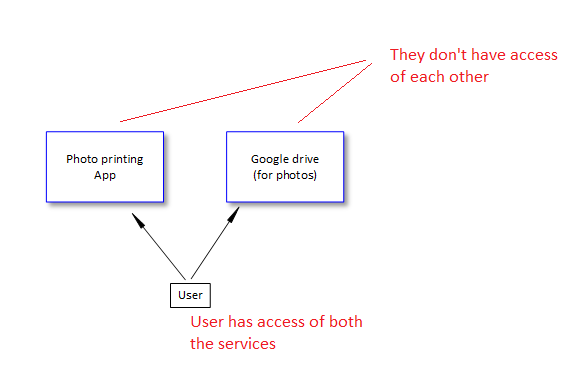 They don't have access
of each other
Photo printing
App
Google drive
(for photos)
User
User has access of both
the services